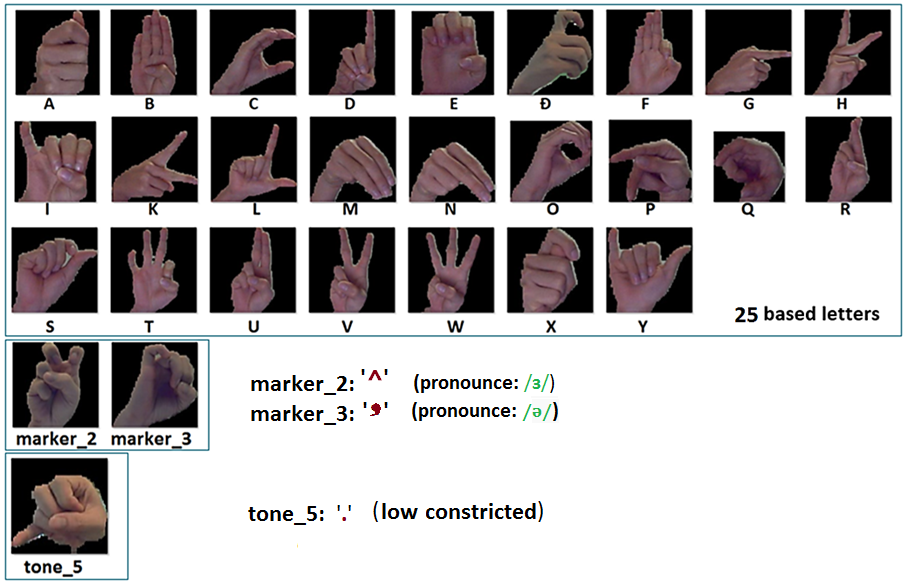 A B C D E Đ F G H
I K L M N O P Q R
S T U V W X Y
25 based letters
marker_2 marker_3
marker_2: '^' (pronounce: /ɜ/)
marker_3: '❜' (pronounce: /ə/)
tone_5
tone_5: '.' (low constricted)